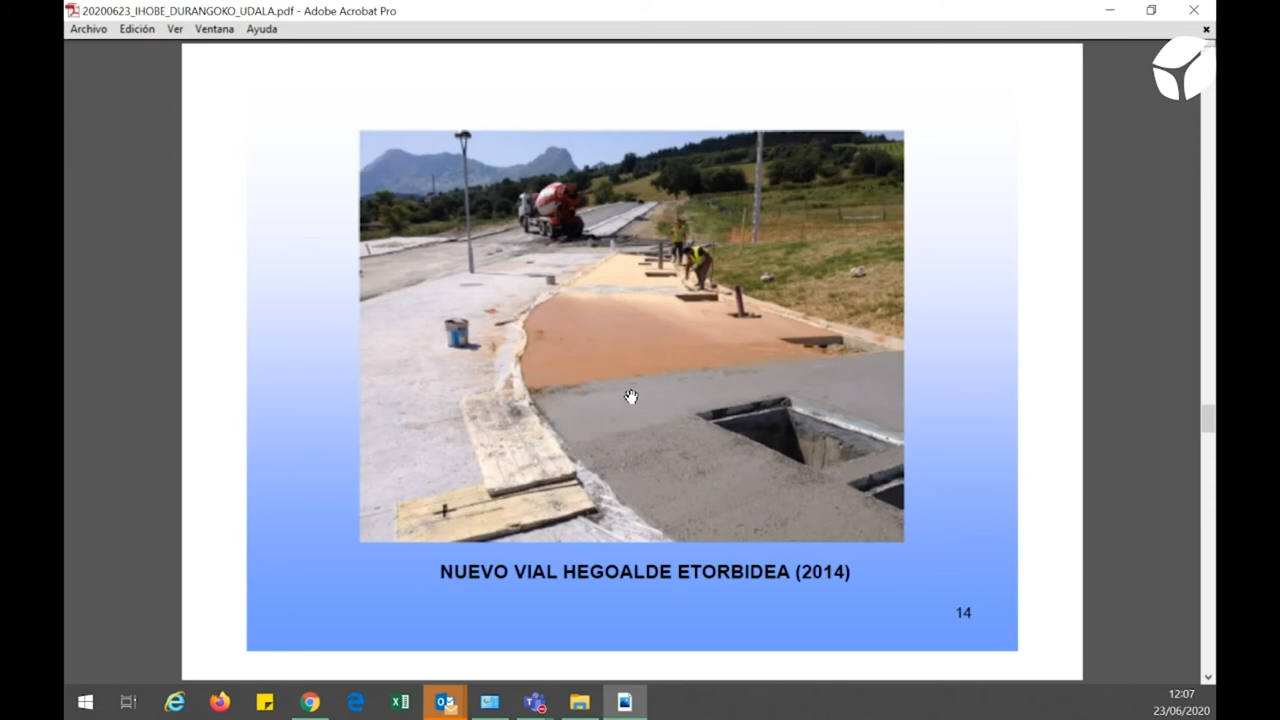 20200623_IHOBE_DURANGOKO_UDALA.pdf - Adobe Acrobat Pro
Archivo Edición Ver Ventana Ayuda
NUEVO VIAL HEGOALDE ETORBIDEA (2014)
14
12:07
23/06/2020